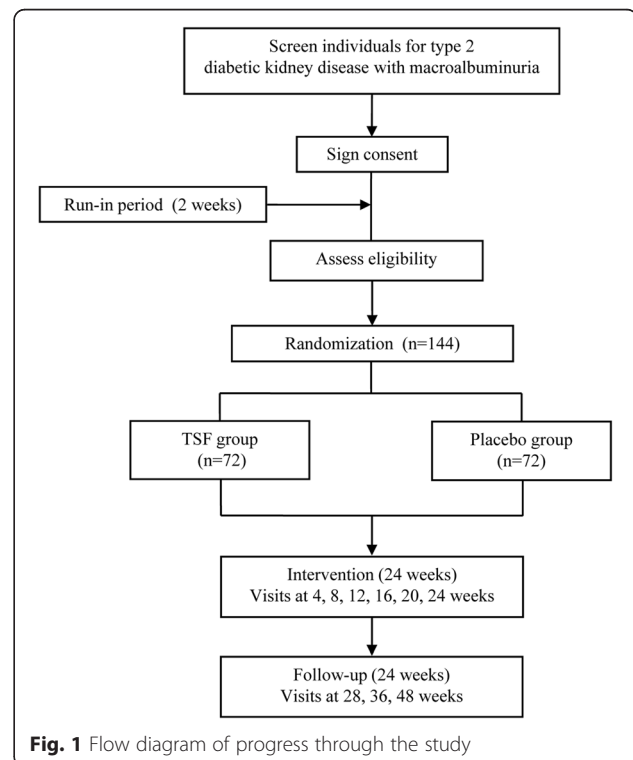 Screen individuals for type 2
diabetic kidney disease with macroalbuminuria
Sign consent
Run-in period (2 weeks)
Assess eligibility
Randomization (n=144)
TSF group
(n=72)
Placebo group
(n=72)
Intervention (24 weeks)
Visits at 4, 8, 12, 16, 20, 24 weeks
Follow-up (24 weeks)
Visits at 28, 36, 48 weeks
Fig. 1 Flow diagram of progress through the study